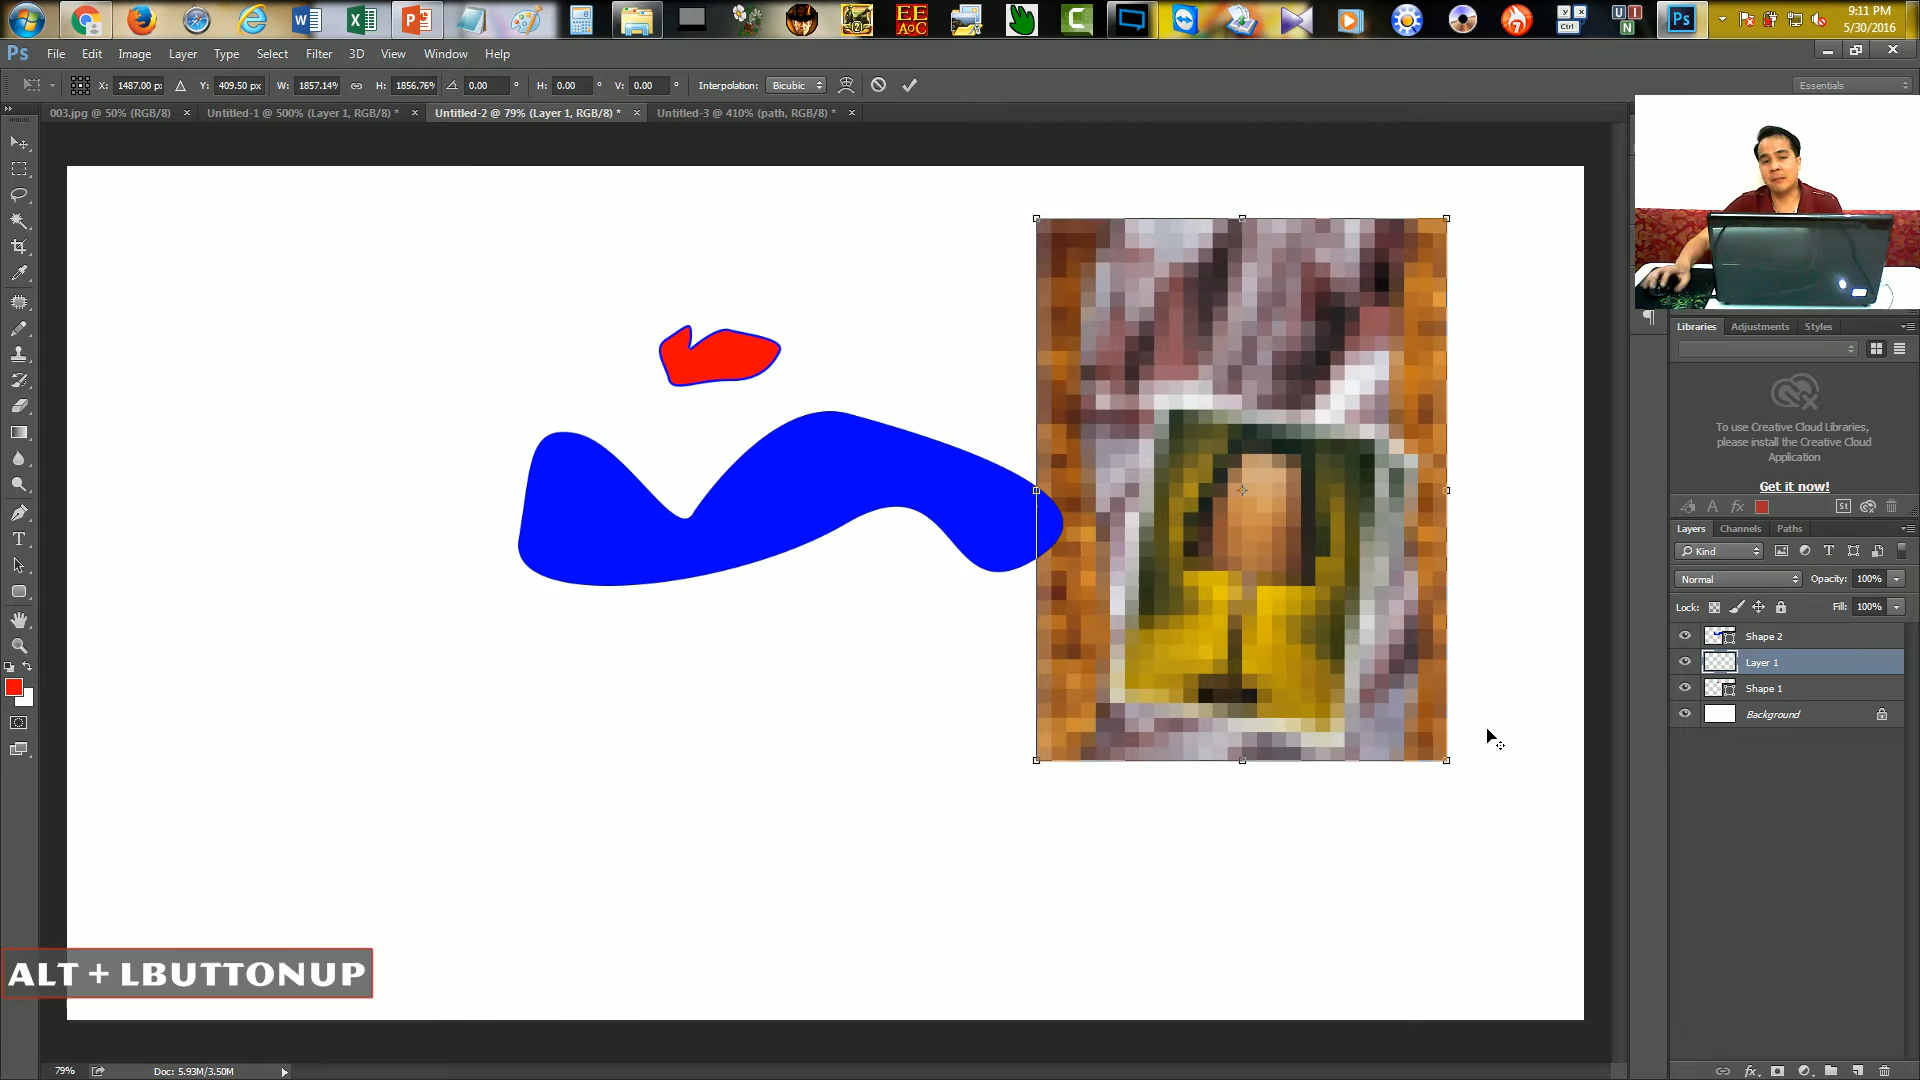 9:11 PM
5/30/2016
Ps File Edit Image Layer Type Select Filter 3D View Window Help
X: 1487.00 px Y: 409.50 px W: 1857.14% H: 1856.76% 0.00 ° H: 0.00 ° V: 0.00 ° Interpolation: Bicubic Essentials
003.jpg @ 50% (RGB/8) × Untitled-1 @ 500% (Layer 1, RGB/8) * × Untitled-2 @ 79% (Layer 1, RGB/8) * × Untitled-3 @ 410% (path, RGB/8) * ×
Libraries Adjustments Styles
To use Creative Cloud Libraries,
please install the Creative Cloud
Application
Get it now!
Layers Channels Paths
Kind
Normal Opacity: 100%
Lock: Fill: 100%
Shape 2
Layer 1
Shape 1
Background
ALT + LBUTTONUP
79% Doc: 5.93M/3.50M